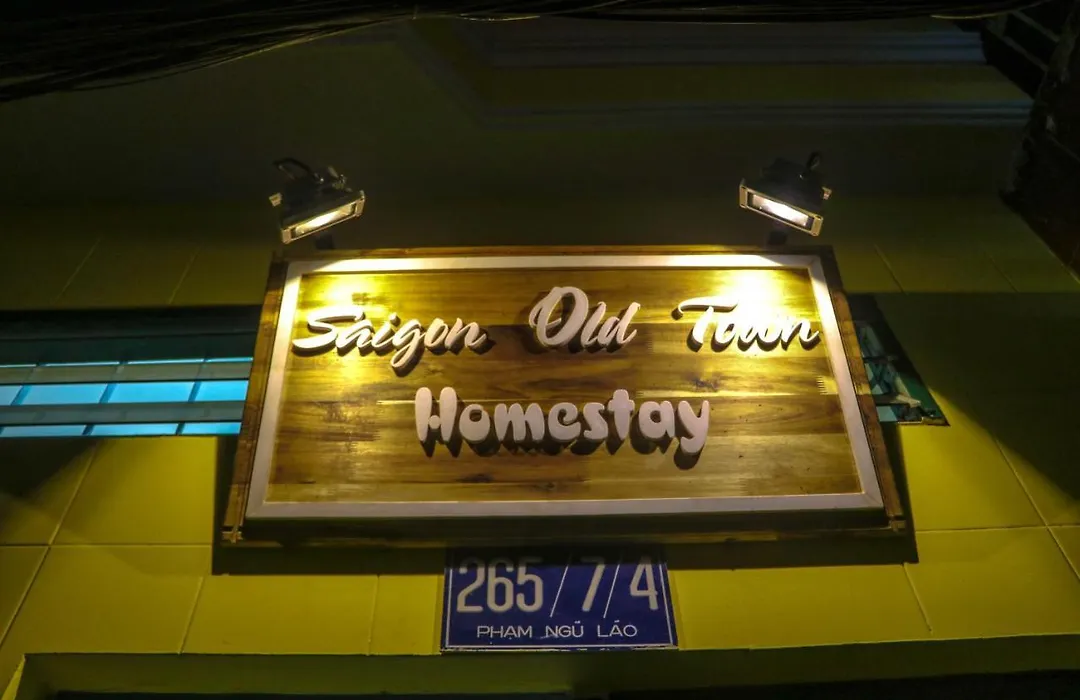 Saigon Old Town
Homestay
265/7/4
PHẠM NGŨ LÃO